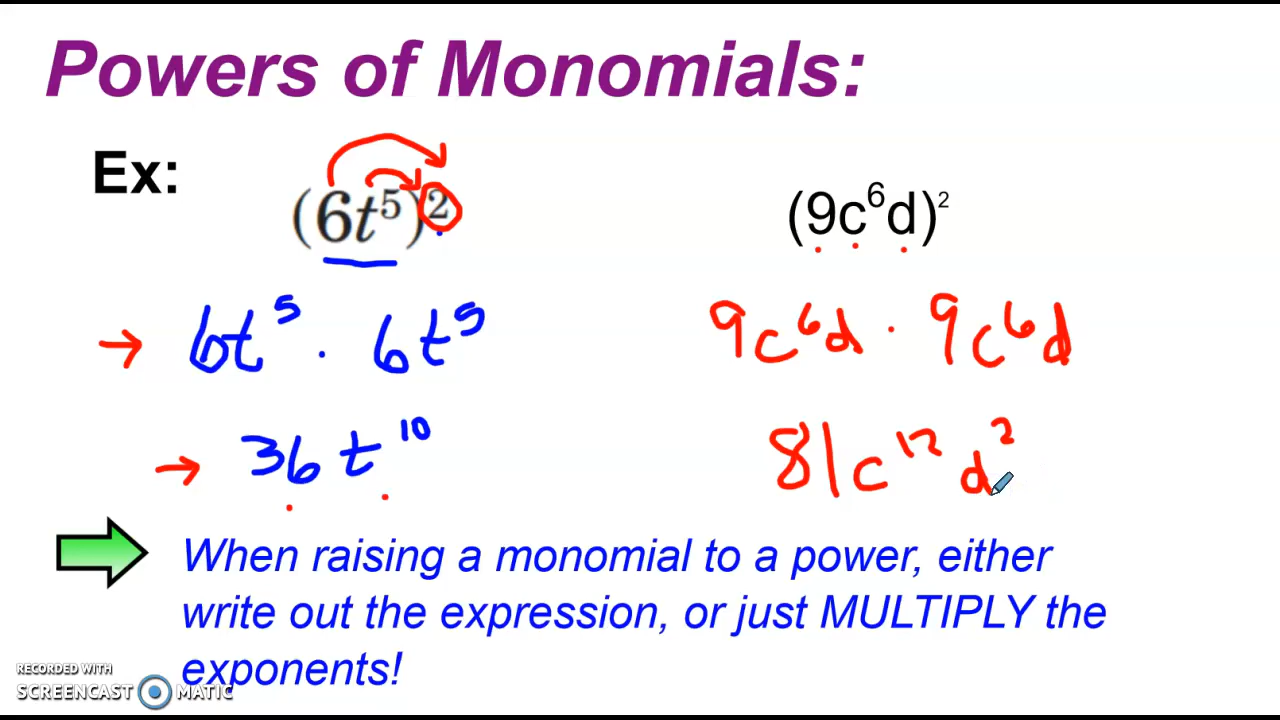 Powers of Monomials:
Ex:
(6t⁵)²
(9c⁶d)²
→ 6t⁵ · 6t⁵
9c⁶d · 9c⁶d
→ 36t¹⁰
81c¹²d²
When raising a monomial to a power, either
write out the expression, or just MULTIPLY the
exponents!
RECORDED WITH
SCREENCAST MATIC